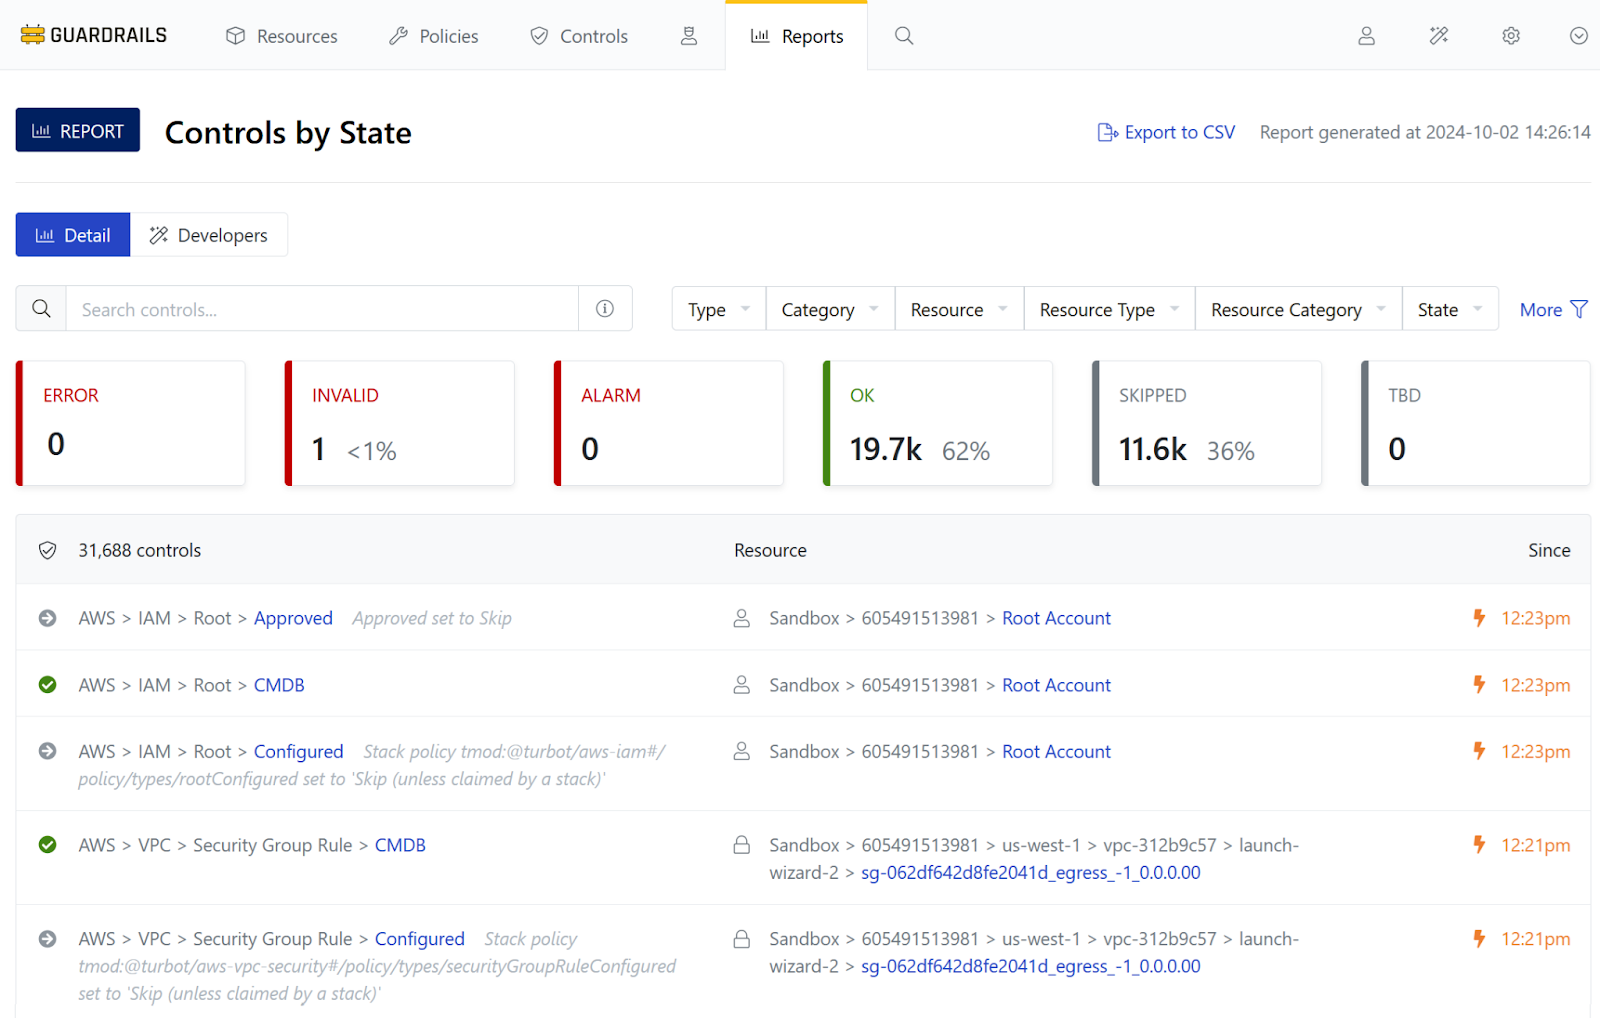 GUARDRAILS Resources Policies Controls Reports
REPORT Controls by State Export to CSV Report generated at 2024-10-02 14:26:14
Detail Developers
Search controls... Type Category Resource Resource Type Resource Category State More
ERROR INVALID ALARM OK SKIPPED TBD
0 1 <1% 0 19.7k 62% 11.6k 36% 0
31,688 controls Resource Since
AWS > IAM > Root > Approved Approved set to Skip Sandbox > 605491513981 > Root Account 12:23pm
AWS > IAM > Root > CMDB Sandbox > 605491513981 > Root Account 12:23pm
AWS > IAM > Root > Configured Stack policy tmod:@turbot/aws-iam#/ Sandbox > 605491513981 > Root Account 12:23pm
policy/types/rootConfigured set to 'Skip (unless claimed by a stack)'
AWS > VPC > Security Group Rule > CMDB Sandbox > 605491513981 > us-west-1 > vpc-312b9c57 > launch- 12:21pm
wizard-2 > sg-062df642d8fe2041d_egress_-1_0.0.0.00
AWS > VPC > Security Group Rule > Configured Stack policy Sandbox > 605491513981 > us-west-1 > vpc-312b9c57 > launch- 12:21pm
tmod:@turbot/aws-vpc-security#/policy/types/securityGroupRuleConfigured wizard-2 > sg-062df642d8fe2041d_egress_-1_0.0.0.00
set to 'Skip (unless claimed by a stack)'